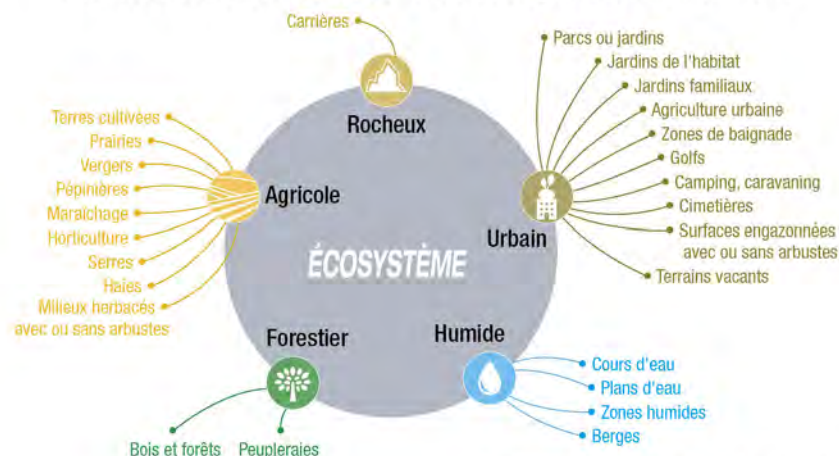 Carrières
Rocheux
Terres cultivées
Prairies
Vergers
Pépinières
Maraîchage
Horticulture
Serres
Haies
Milieux herbacés
avec ou sans arbustes
Agricole
Parcs ou jardins
Jardins de l'habitat
Jardins familiaux
Agriculture urbaine
Zones de baignade
Golfs
Camping, caravaning
Cimetières
Surfaces engazonnées
avec ou sans arbustes
Terrains vacants
Urbain
ÉCOSYSTÈME
Forestier
Bois et forêts
Peupleraies
Humide
Cours d'eau
Plans d'eau
Zones humides
Berges